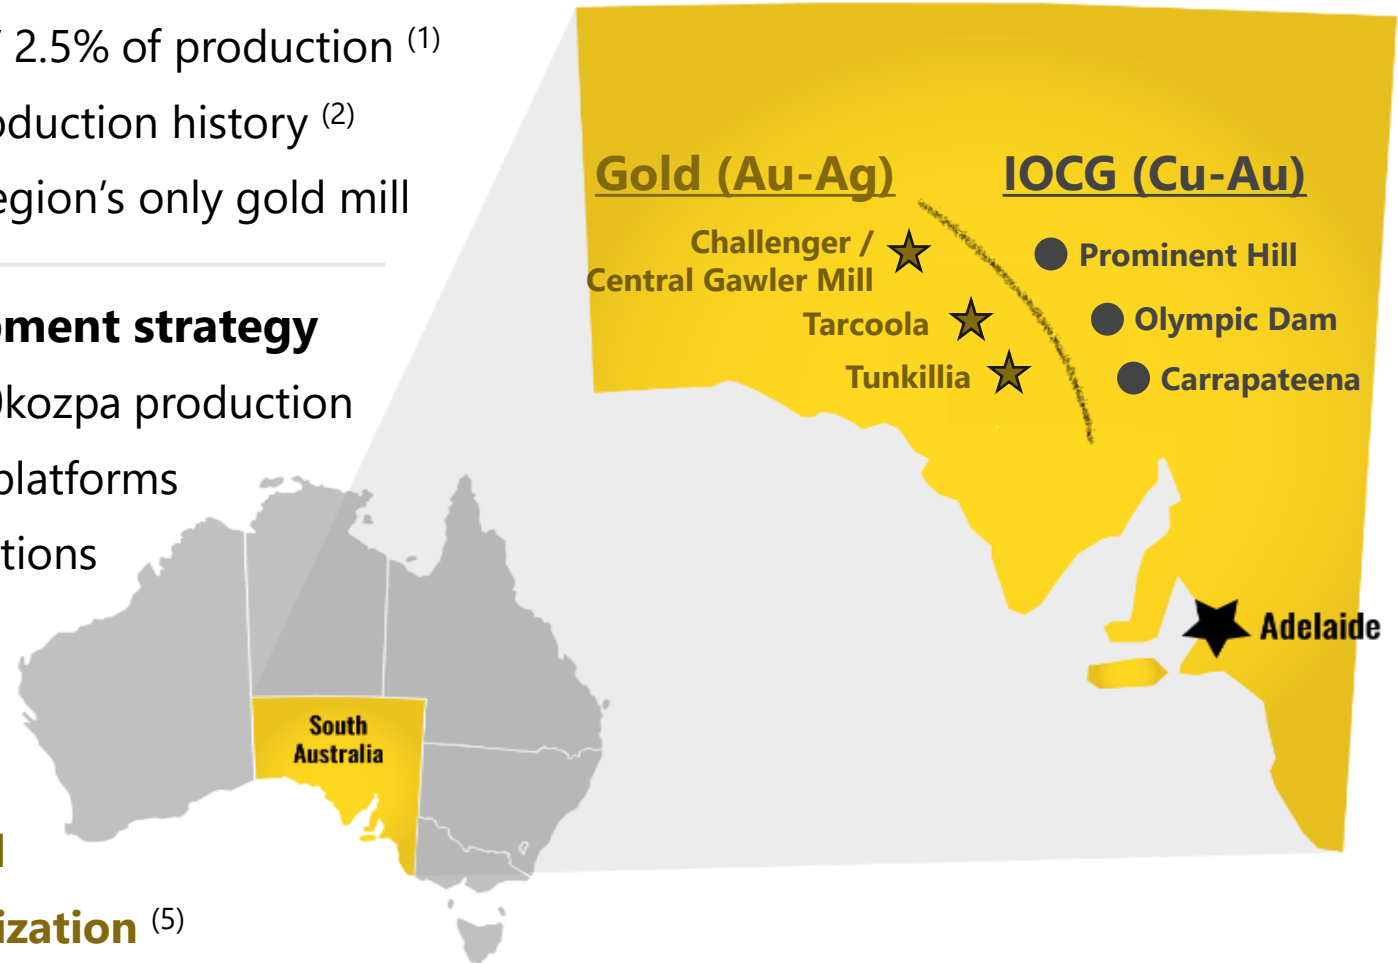 2.5% of production (1)
oduction history (2)
egion's only gold mill
pment strategy
kozpa production
platforms
tions
ization (5)
Gold (Au-Ag)
IOCG (Cu-Au)
Challenger /
Central Gawler Mill
Tarcoola
Tunkillia
Prominent Hill
Olympic Dam
Carrapateena
Adelaide
South
Australia